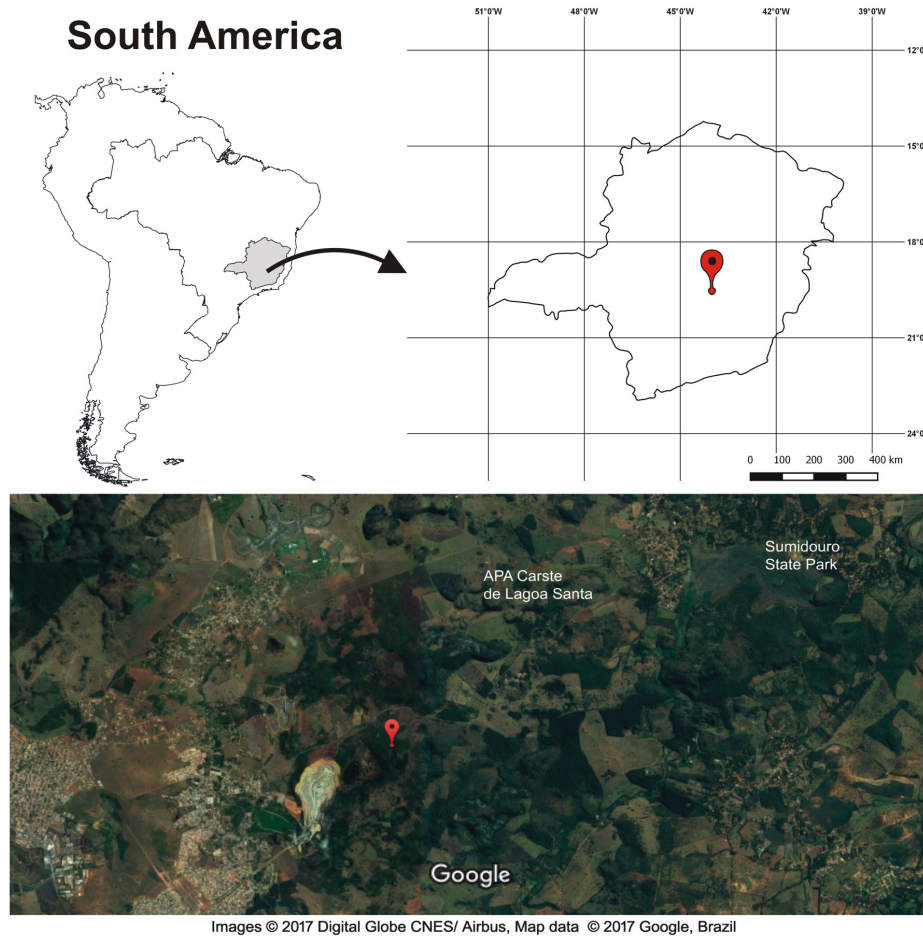 South America
51°0'W 48°0'W 45°0'W 42°0'W 39°0'W
12°0
15°0
18°0
21°0
24°0
0 100 200 300 400 km
APA Carste
de Lagoa Santa
Sumidouro
State Park
Google
Images © 2017 Digital Globe CNES/ Airbus, Map data © 2017 Google, Brazil